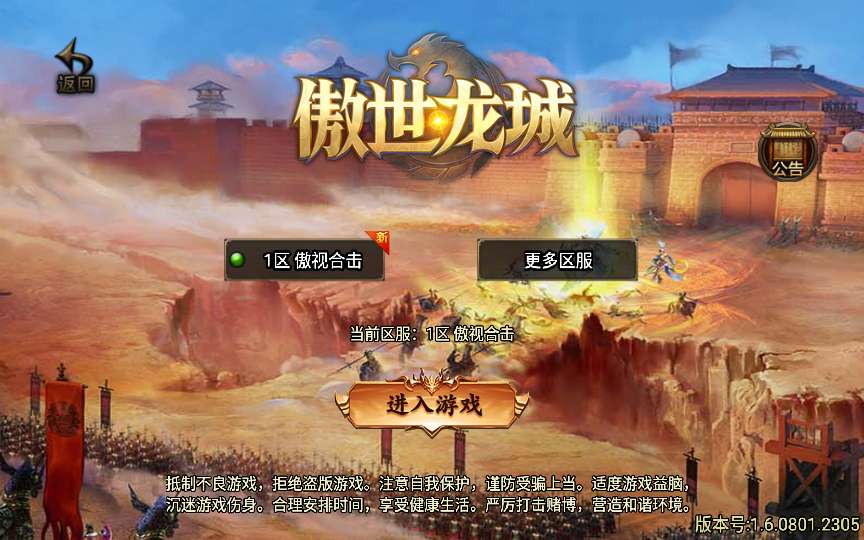 返回
傲世龙城
公告
新
1区 傲视合击
更多区服
当前区服：1区 傲视合击
进入游戏
抵制不良游戏，拒绝盗版游戏。注意自我保护，谨防受骗上当。适度游戏益脑，
沉迷游戏伤身。合理安排时间，享受健康生活。严厉打击赌博，营造和谐环境。
版本号:1.6.0801.2305